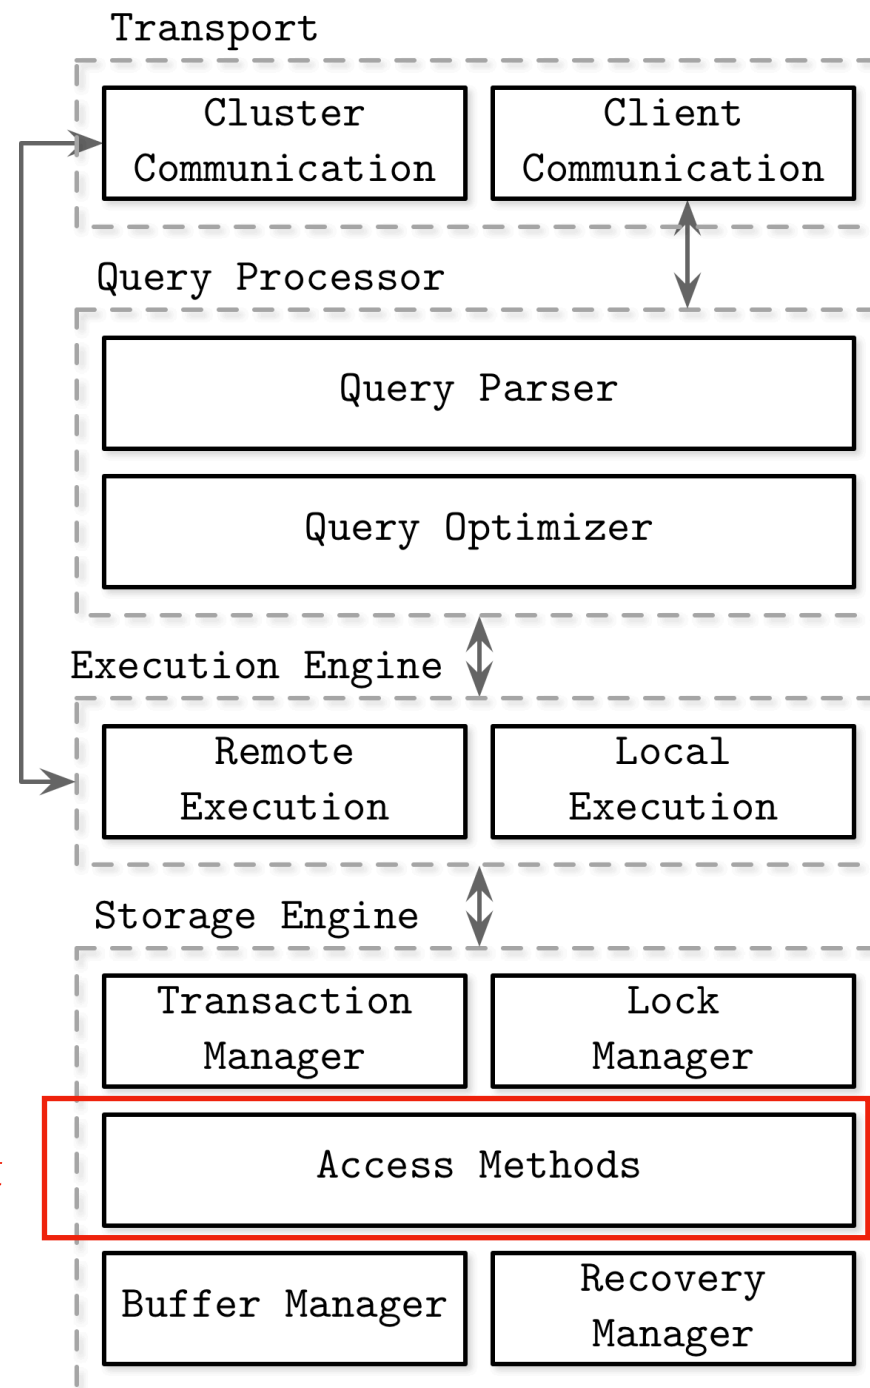 Transport
Cluster
Communication
Client
Communication
Query Processor
Query Parser
Query Optimizer
Execution Engine
Remote
Execution
Local
Execution
Storage Engine
Transaction
Manager
Lock
Manager
Access Methods
Buffer Manager
Recovery
Manager